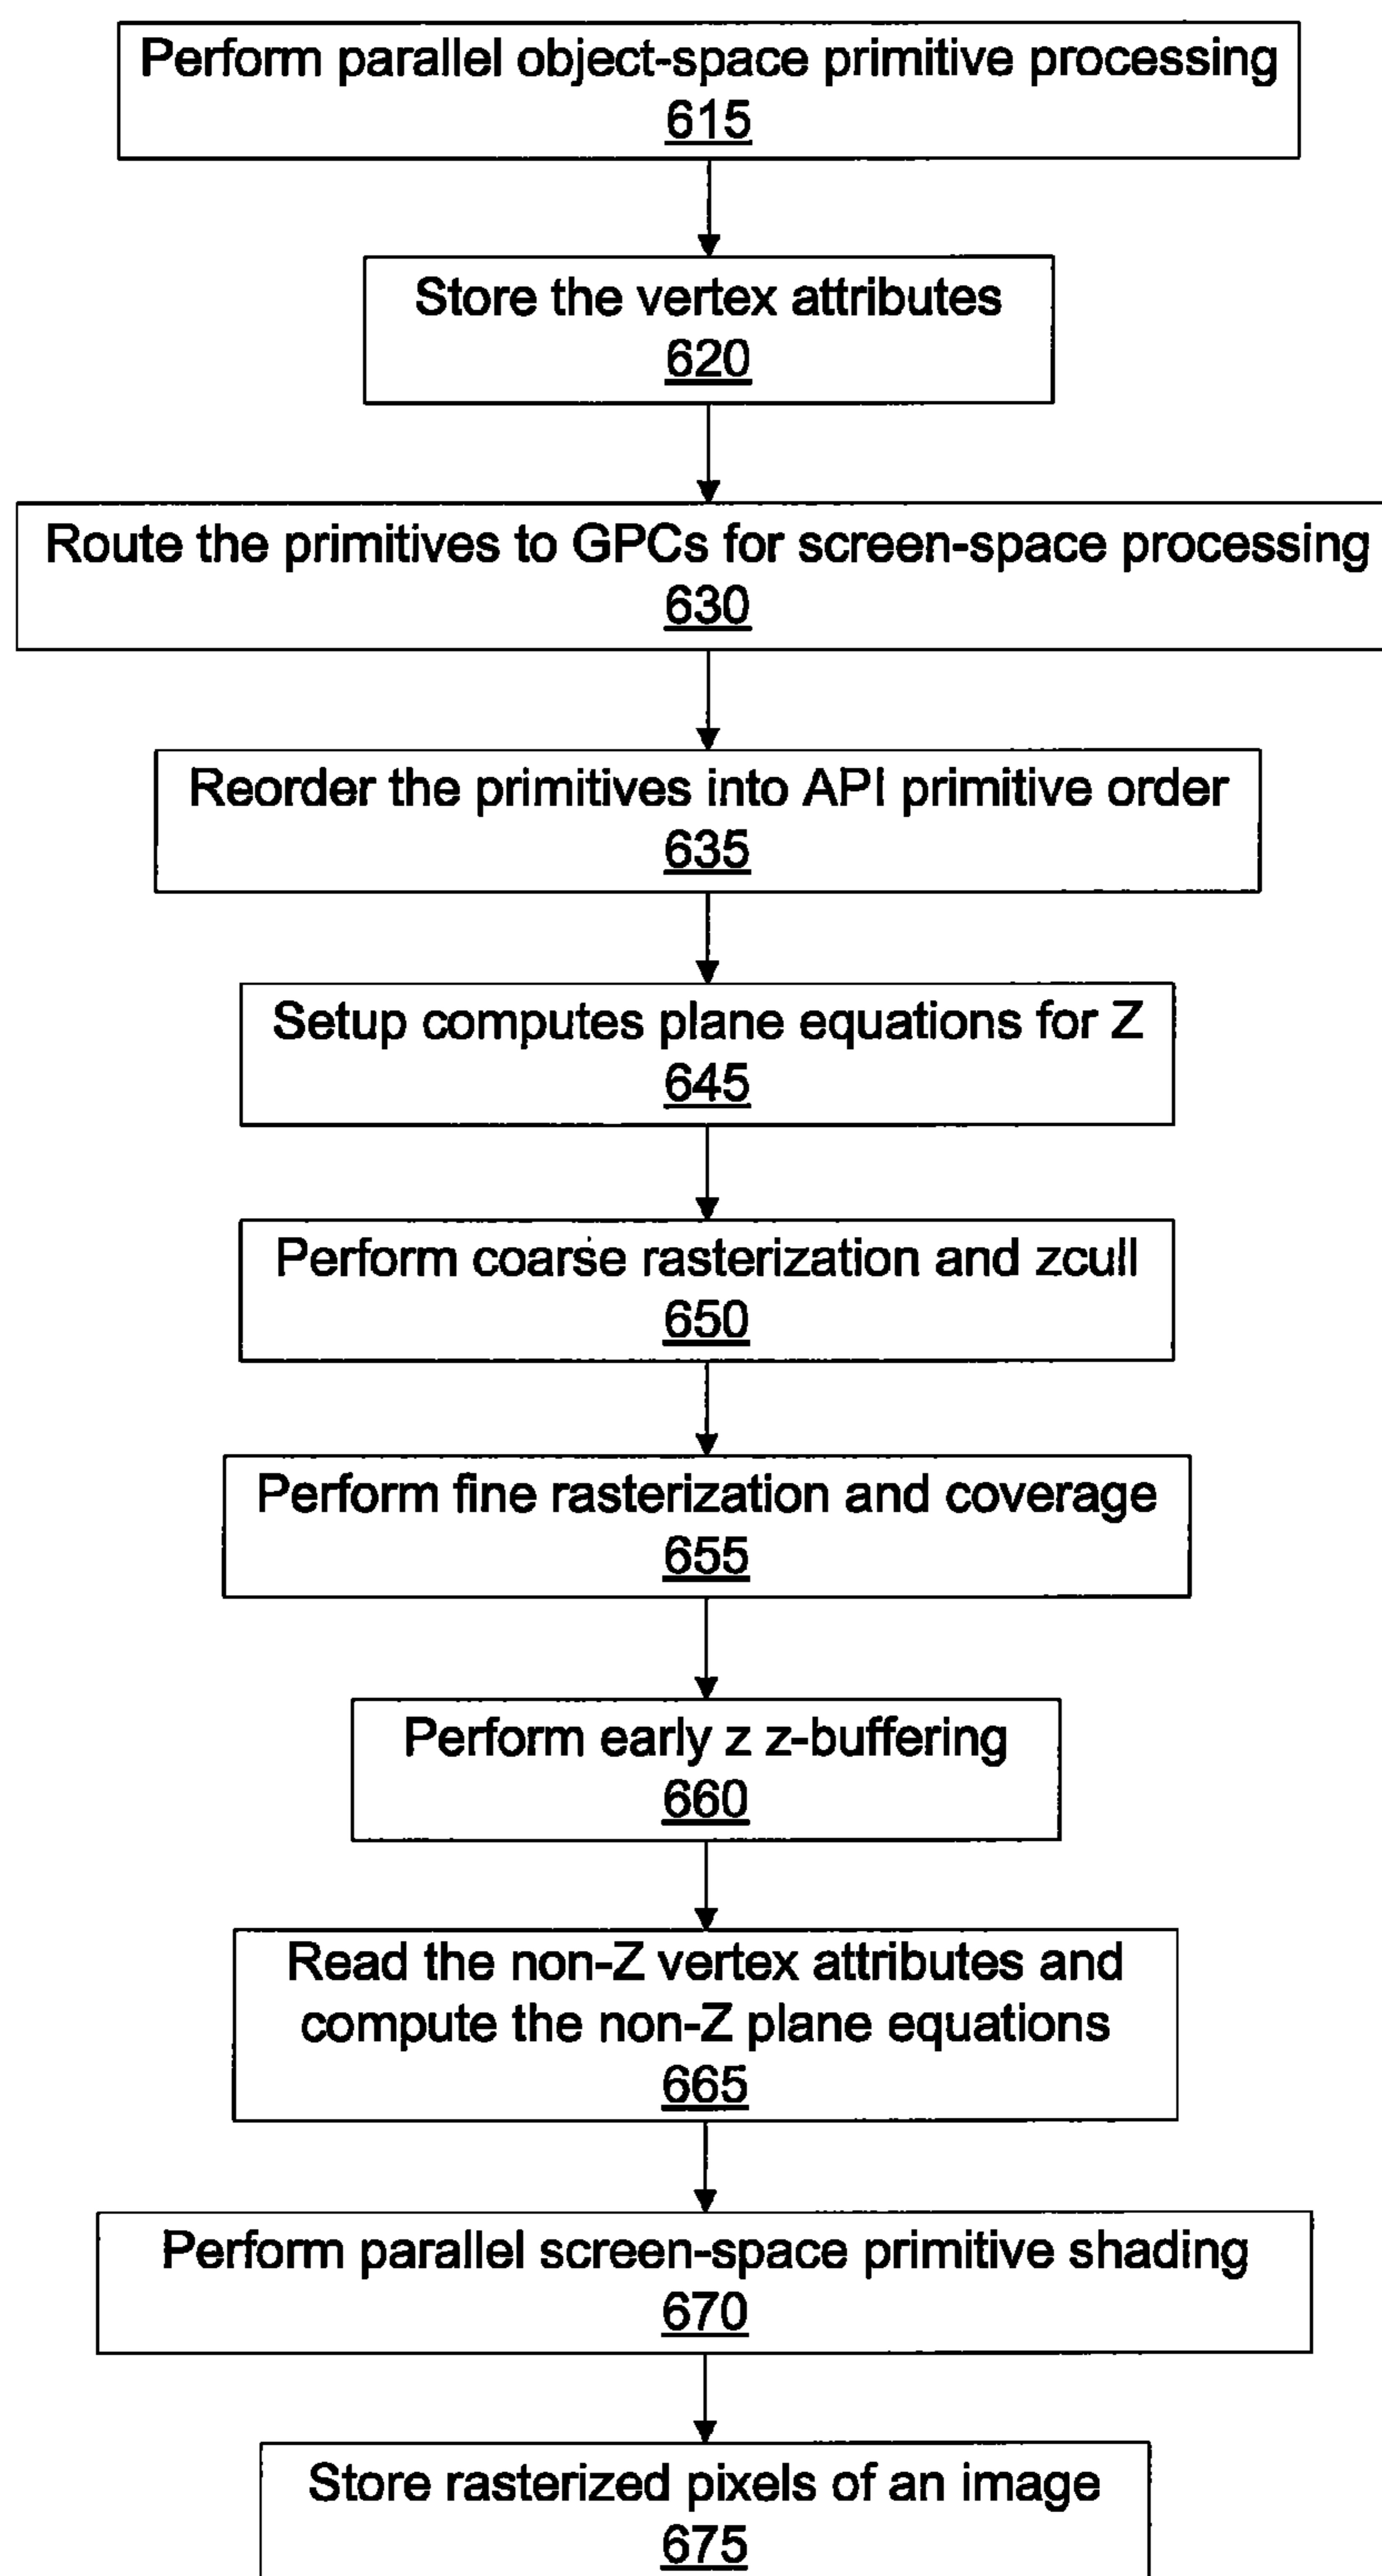 Perform parallel object-space primitive processing
615
Store the vertex attributes
620
Route the primitives to GPCs for screen-space processing
630
Reorder the primitives into API primitive order
635
Setup computes plane equations for Z
645
Perform coarse rasterization and zcull
650
Perform fine rasterization and coverage
655
Perform early z z-buffering
660
Read the non-Z vertex attributes and
compute the non-Z plane equations
665
Perform parallel screen-space primitive shading
670
Store rasterized pixels of an image
675